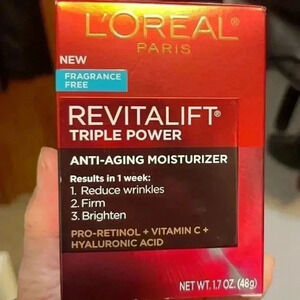 L'ORÉAL
PARIS
NEW
FRAGRANCE
FREE
REVITALIFT®
TRIPLE POWER
ANTI-AGING MOISTURIZER
Results in 1 week:
1. Reduce wrinkles
2. Firm
3. Brighten
PRO-RETINOL + VITAMIN C +
HYALURONIC ACID
NET WT. 1.7 OZ. (48g)